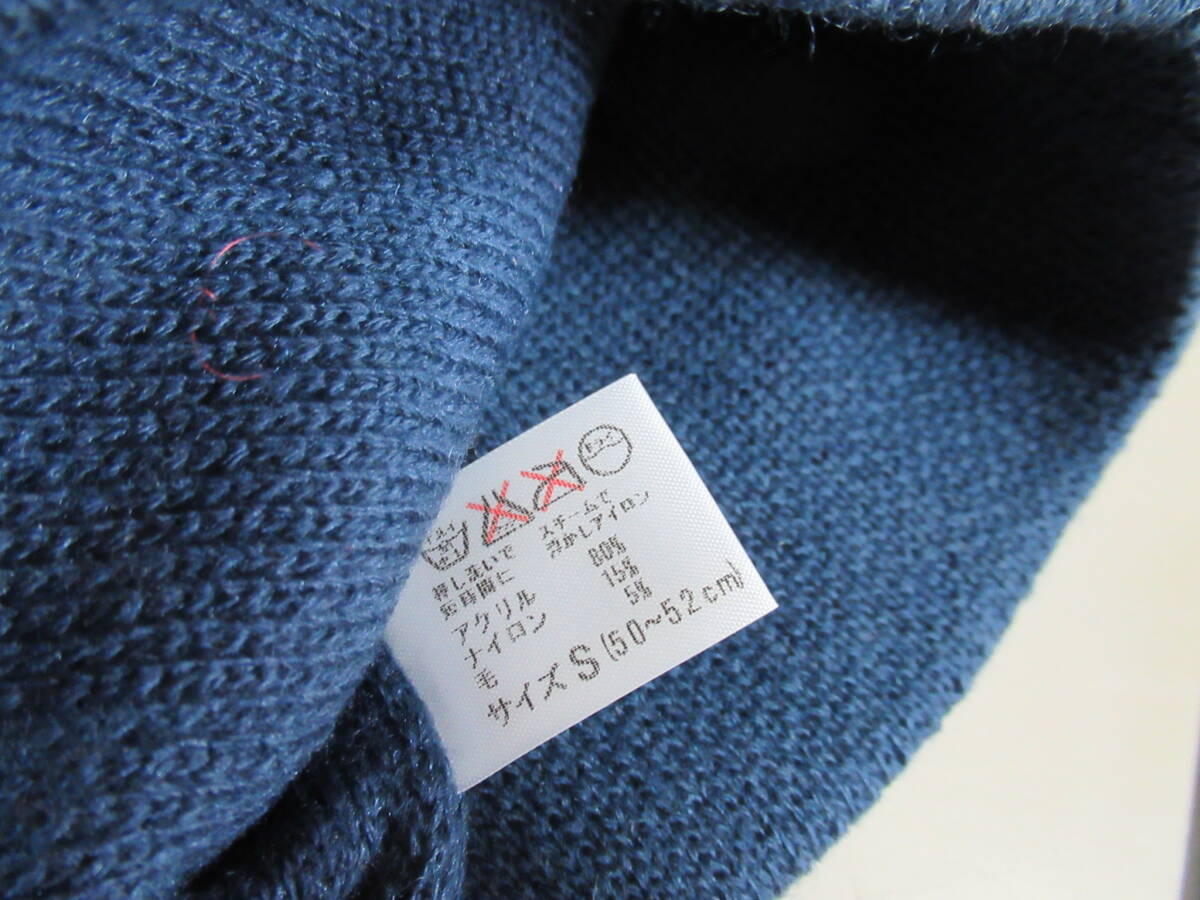 押し洗いで スチームで
短時間に 浮かしアイロン
アクリル 80%
ナイロン 15%
毛 5%
サイズ S (50~52cm)